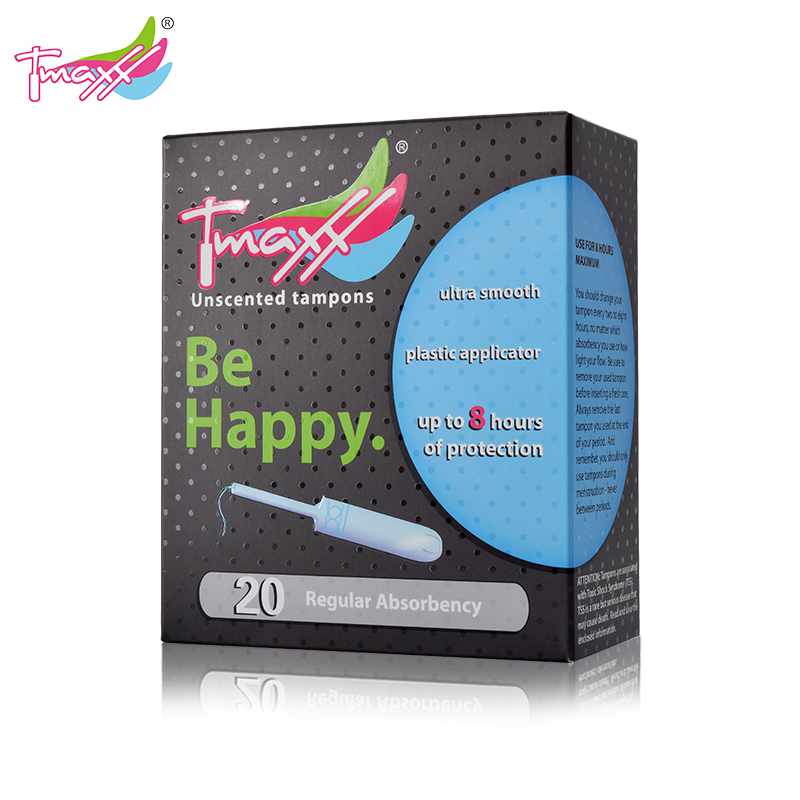 Tmaxx ®
Tmaxx ®
Unscented tampons
Be
Happy.
ultra smooth
plastic applicator
up to 8 hours
of protection
20 Regular Absorbency
USE FOR 8 HOURS
MAXIMUM
You should change your
tampon every two to eight
hours, no matter which
absorbency you use or how
light your flow. Be sure to
remove your used tampon
before inserting a fresh one.
Always remove the last
tampon you used at the end
of your period. And
remember, you should only
use tampons during
menstruation - never
between periods.
ATTENTION: Tampons are associated
with Toxic Shock Syndrome (TSS).
TSS is a rare but serious disease that
may cause death. Read and save the
enclosed information.
20 Regular Absorbency